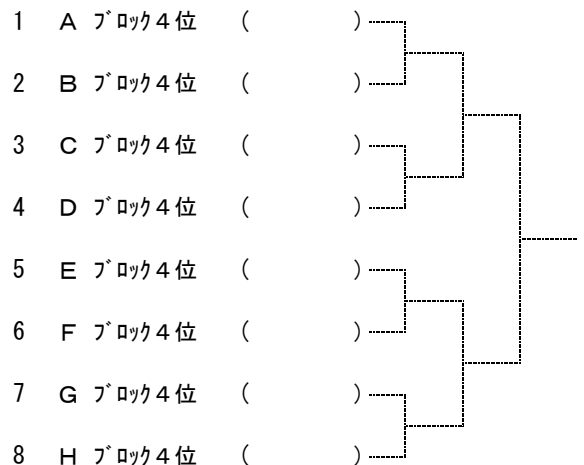 1 A ﾌﾞﾛｯｸ４位 ( )
2 B ﾌﾞﾛｯｸ４位 ( )
3 C ﾌﾞﾛｯｸ４位 ( )
4 D ﾌﾞﾛｯｸ４位 ( )
5 E ﾌﾞﾛｯｸ４位 ( )
6 F ﾌﾞﾛｯｸ４位 ( )
7 G ﾌﾞﾛｯｸ４位 ( )
8 H ﾌﾞﾛｯｸ４位 ( )